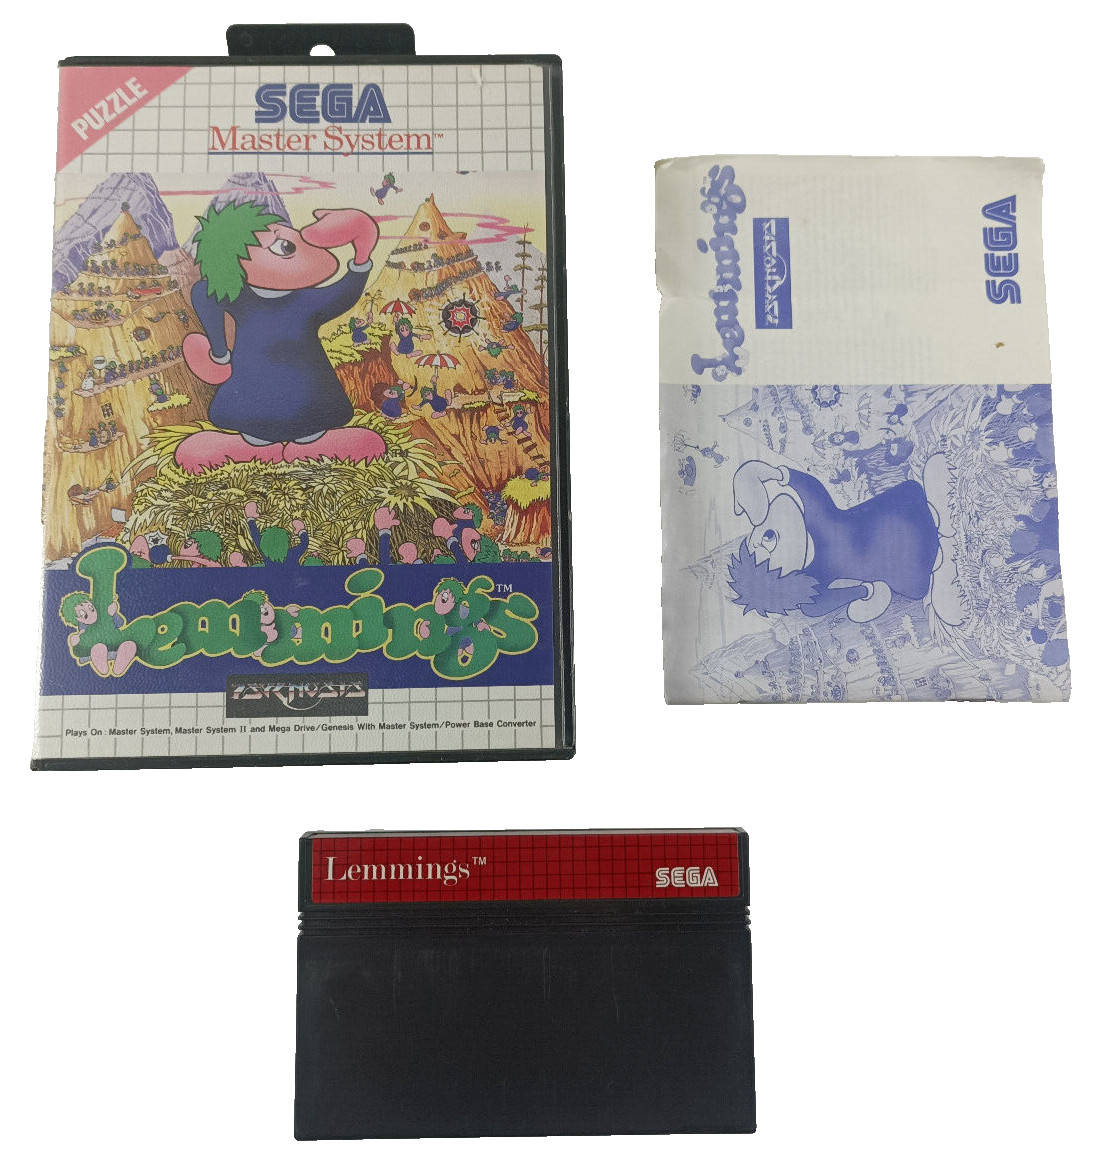 PUZZLE
SEGA
Master System™
Lemmings™
PSYGNOSIS
Plays On: Master System, Master System II and Mega Drive/Genesis With Master System/Power Base Converter
Lemmings™
PSYGNOSIS
SEGA
Lemmings™
SEGA